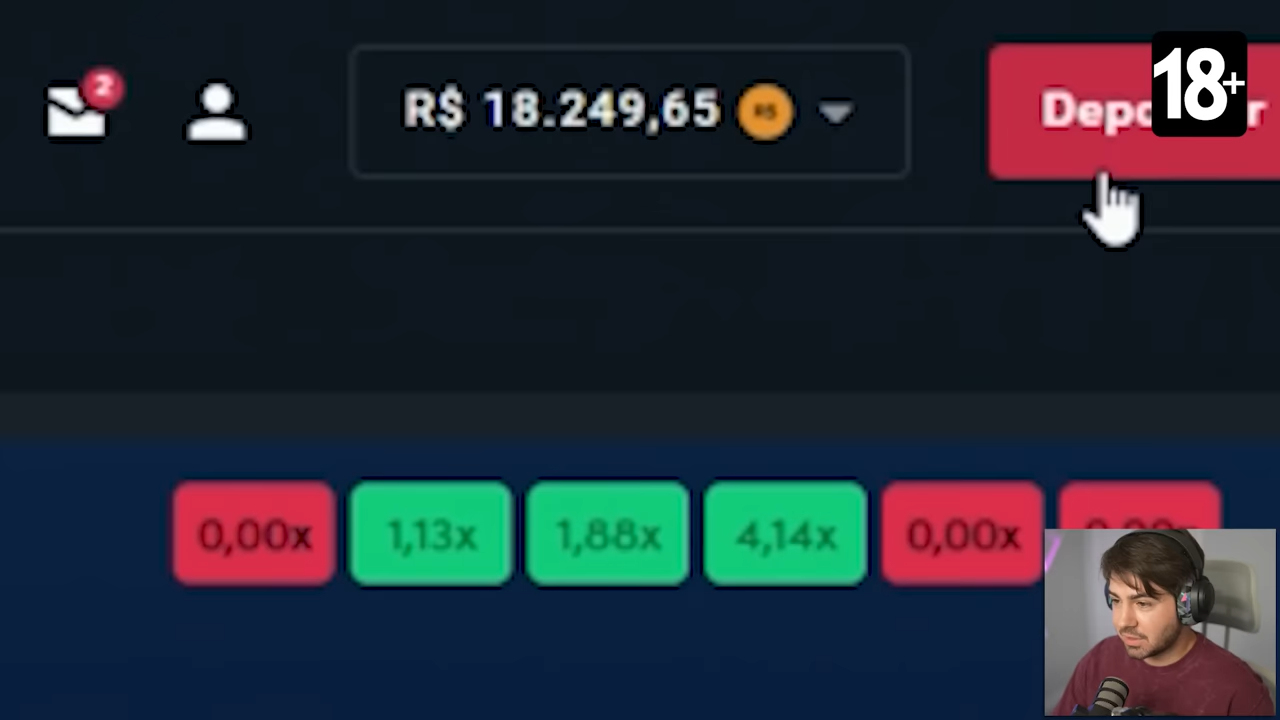 2
R$ 18.249,65 R$
18+
0,00x 1,13x 1,88x 4,14x 0,00x